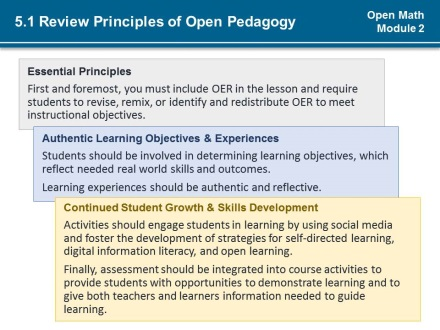 5.1 Review Principles of Open Pedagogy
Open Math
Module 2
Essential Principles
First and foremost, you must include OER in the lesson and require
students to revise, remix, or identify and redistribute OER to meet
instructional objectives.
Authentic Learning Objectives & Experiences
Students should be involved in determining learning objectives, which
reflect needed real world skills and outcomes.
Learning experiences should be authentic and reflective.
Continued Student Growth & Skills Development
Activities should engage students in learning by using social media
and foster the development of strategies for self-directed learning,
digital information literacy, and open learning.
Finally, assessment should be integrated into course activities to
provide students with opportunities to demonstrate learning and to
give both teachers and learners information needed to guide
learning.